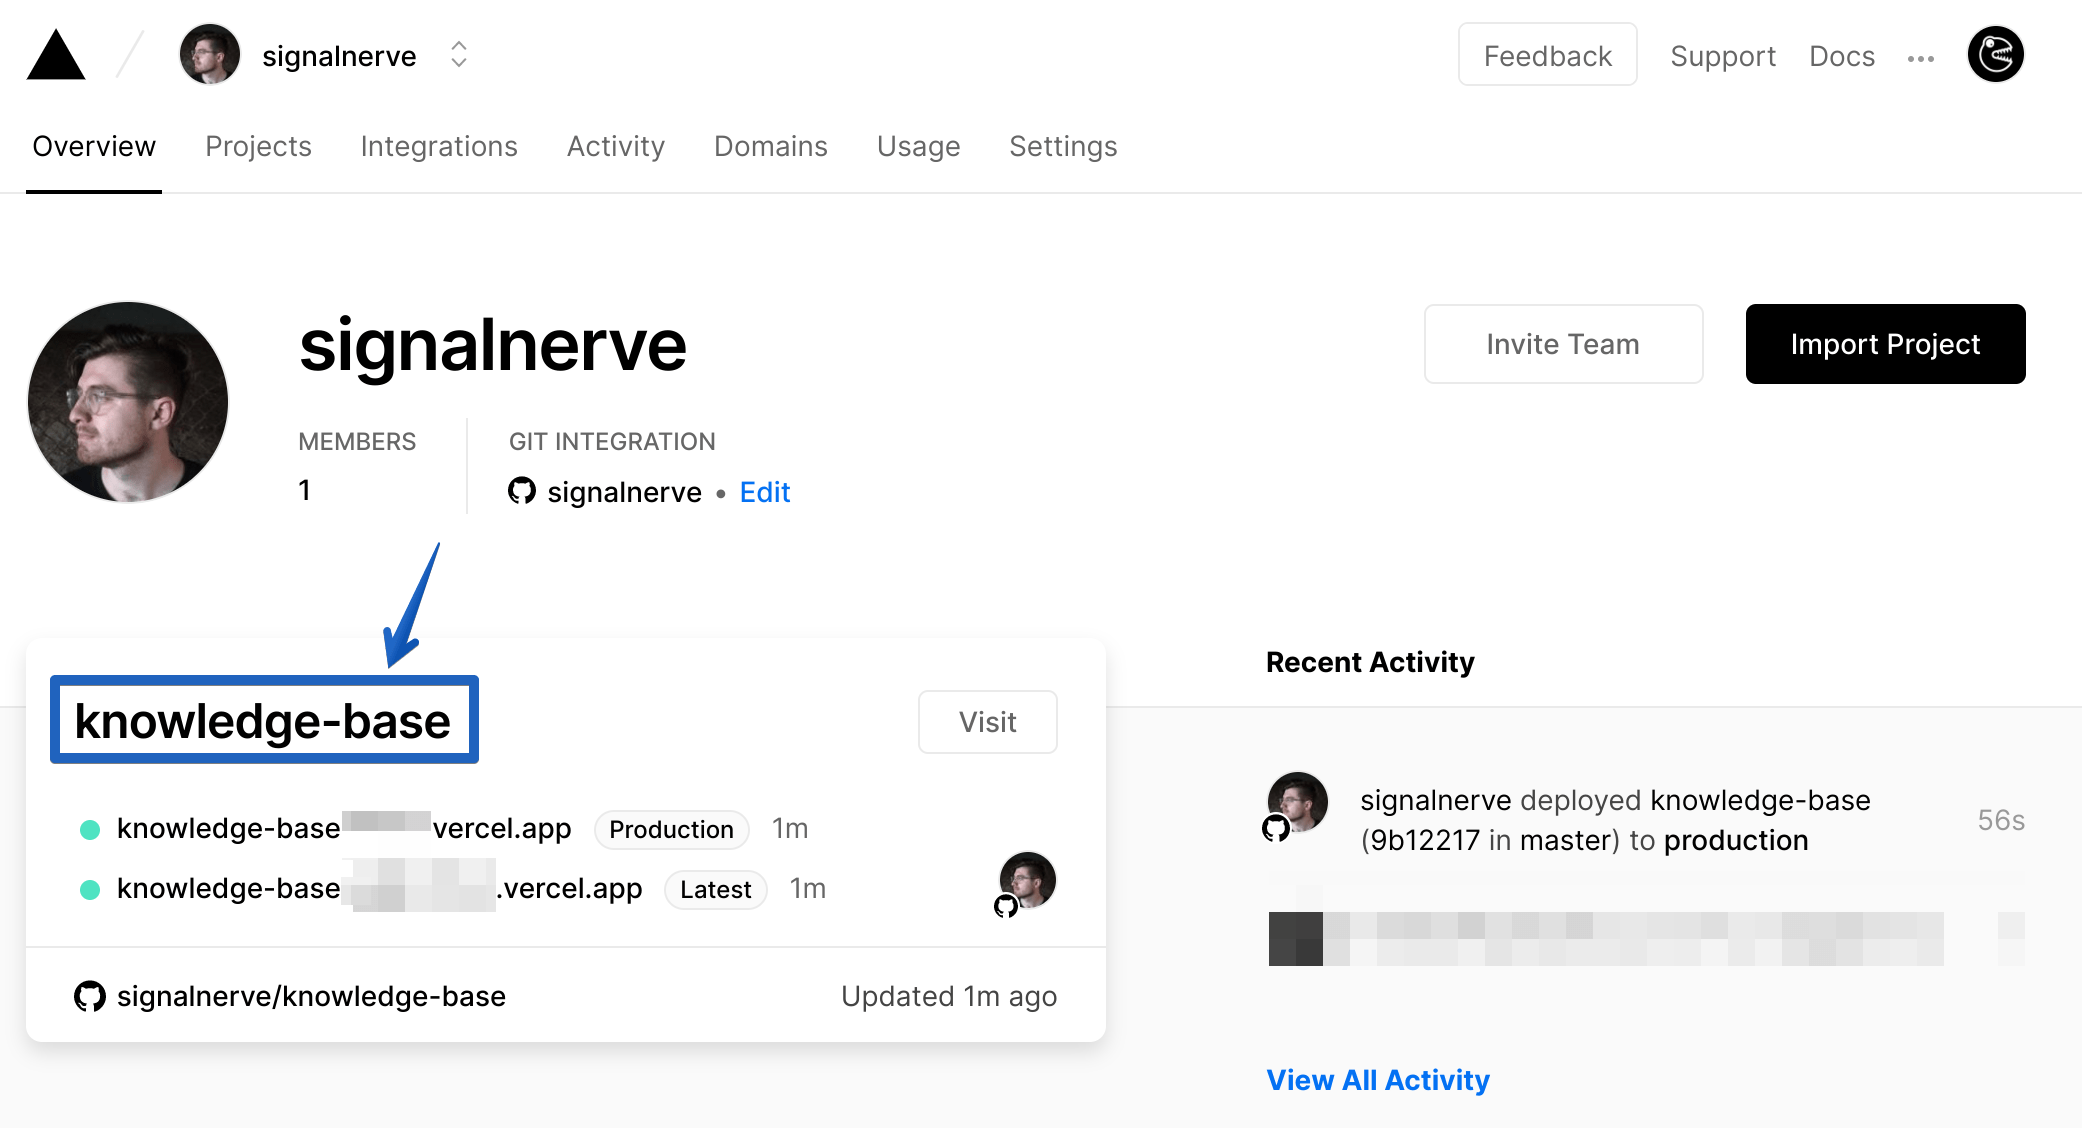 signalnerve
Feedback
Support
Docs
Overview
Projects
Integrations
Activity
Domains
Usage
Settings
signalnerve
Invite Team
Import Project
MEMBERS
1
GIT INTEGRATION
signalnerve • Edit
knowledge-base
Visit
knowledge-base vercel.app Production 1m
knowledge-base .vercel.app Latest 1m
signalnerve/knowledge-base
Updated 1m ago
Recent Activity
signalnerve deployed knowledge-base
(9b12217 in master) to production
56s
View All Activity